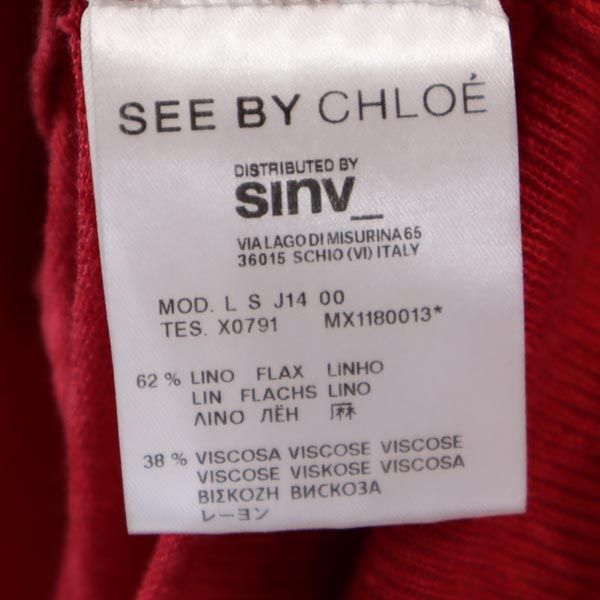 SEE BY CHLOÉ
DISTRIBUTED BY
sinv_
VIA LAGO DI MISURINA 65
36015 SCHIO (VI) ITALY
MOD. L S J14 00
TES. X0791 MX1180013*
62 % LINO FLAX LINHO
LIN FLACHS LINO
ΛΙΝΟ ЛЁН 麻
38 % VISCOSA VISCOSE VISCOSE
VISCOSE VISKOSE VISCOSA
ΒΙΣΚΟΖΗ ВИСКОЗА
レーヨン